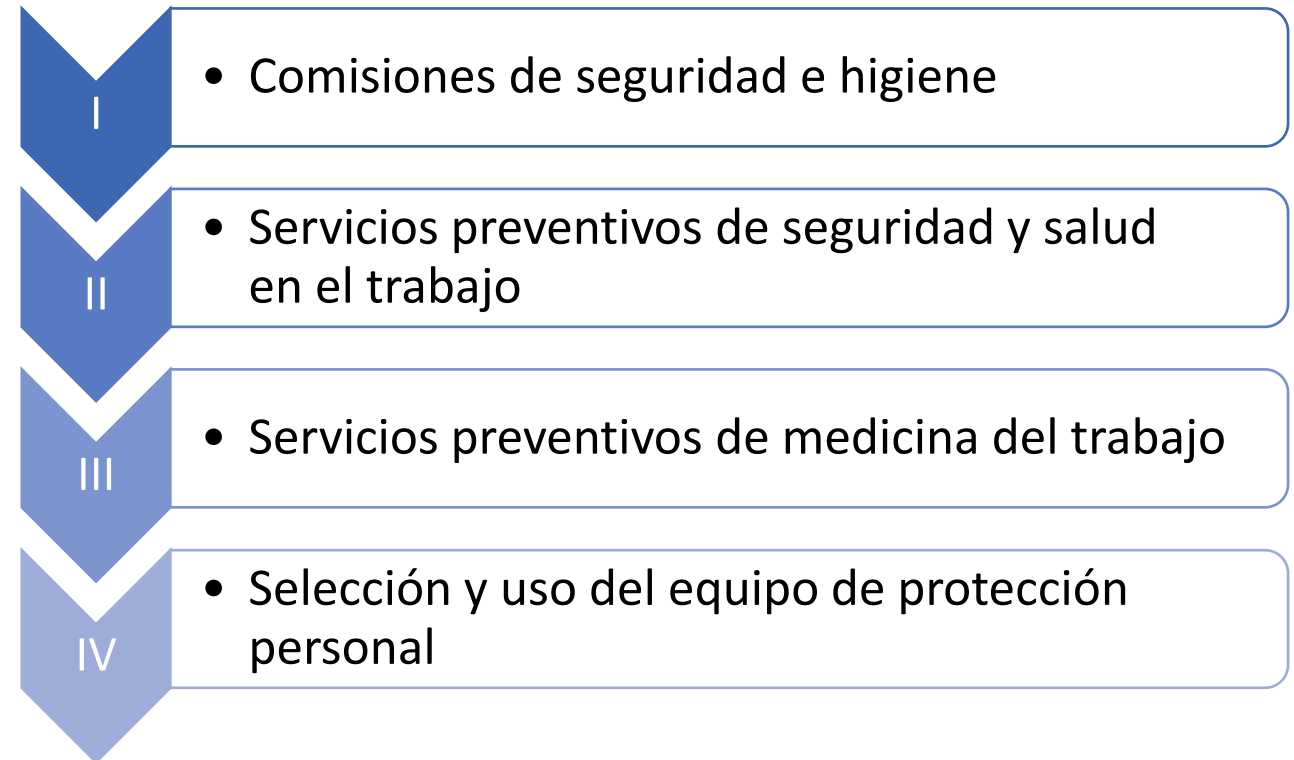 I
• Comisiones de seguridad e higiene
II
• Servicios preventivos de seguridad y salud
en el trabajo
III
• Servicios preventivos de medicina del trabajo
IV
• Selección y uso del equipo de protección
personal